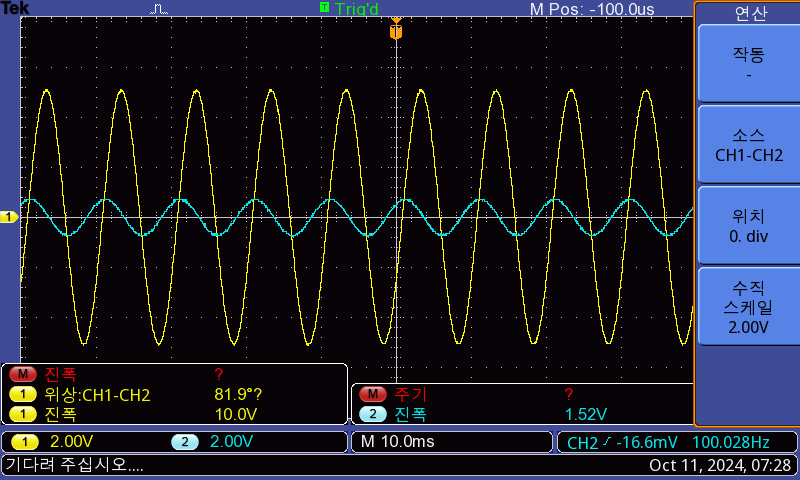 Tek T Trig'd M Pos: -100.0us
연산
T
작동
-
소스
CH1-CH2
1
위치
0. div
수직
스케일
2.00V
M 진폭 ?
1 위상:CH1-CH2 81.9°?
1 진폭 10.0V
M 주기 ?
2 진폭 1.52V
1 2.00V 2 2.00V M 10.0ms CH2 -16.6mV 100.028Hz
기다려 주십시오.... Oct 11, 2024, 07:28